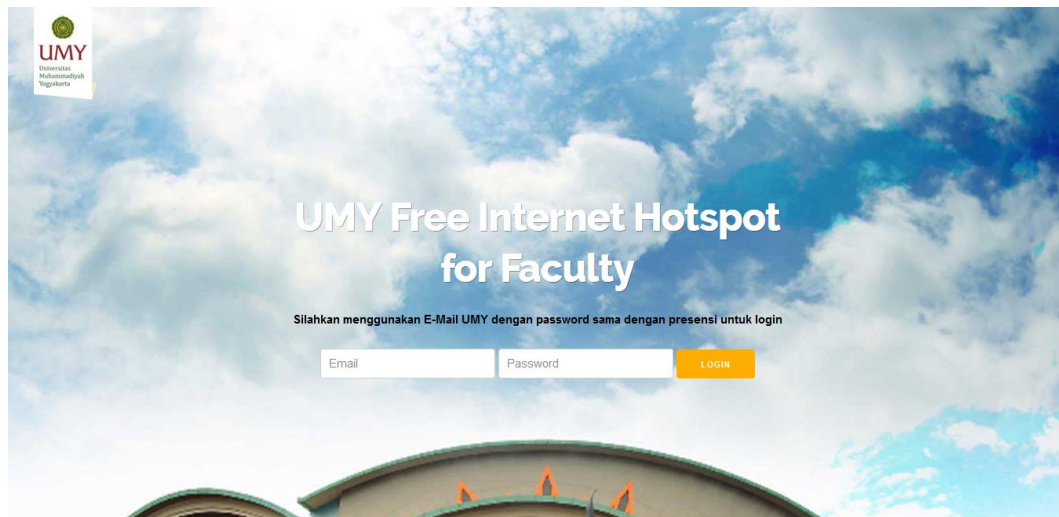 UMY
Universitas
Muhammadiyah
Yogyakarta
UMY Free Internet Hotspot
for Faculty
Silahkan menggunakan E-Mail UMY dengan password sama dengan presensi untuk login
Email Password LOGIN